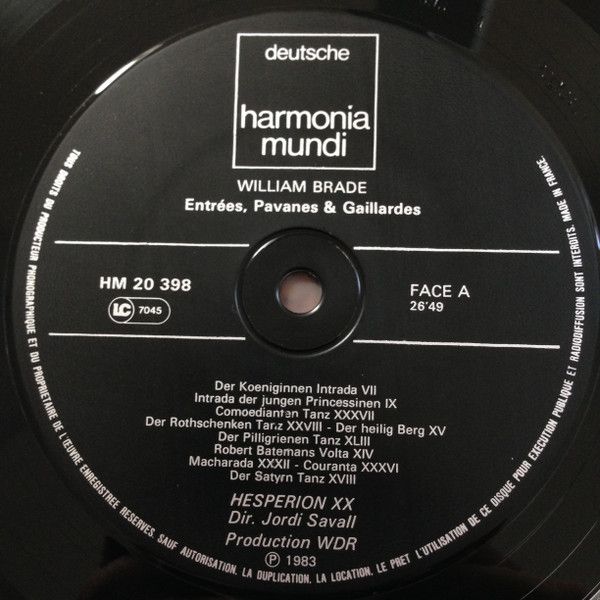 deutsche
harmonia
mundi
WILLIAM BRADE
Entrées, Pavanes & Gaillardes
HM 20 398
LC 7045
FACE A
26'49
Der Koeniginnen Intrada VII
Intrada der jungen Princessinen IX
Comoedianten Tanz XXXVII
Der Rothschenken Tanz XXVIII - Der heilig Berg XV
Der Pilligrienen Tanz XLIII
Robert Batemans Volta XIV
Macharada XXXII - Couranta XXXVI
Der Satyrn Tanz XVIII
HESPERION XX
Dir. Jordi Savall
Production WDR
℗ 1983
TOUS DROITS DU PRODUCTEUR PHONOGRAPHIQUE ET DU PROPRIETAIRE DE L'ŒUVRE ENREGISTREE RESERVES. SAUF AUTORISATION, LA DUPLICATION, LA LOCATION, LE PRET L'UTILISATION DE CE DISQUE POUR EXECUTION PUBLIQUE ET RADIODIFFUSION SONT INTERDITS. MADE IN FRANCE.